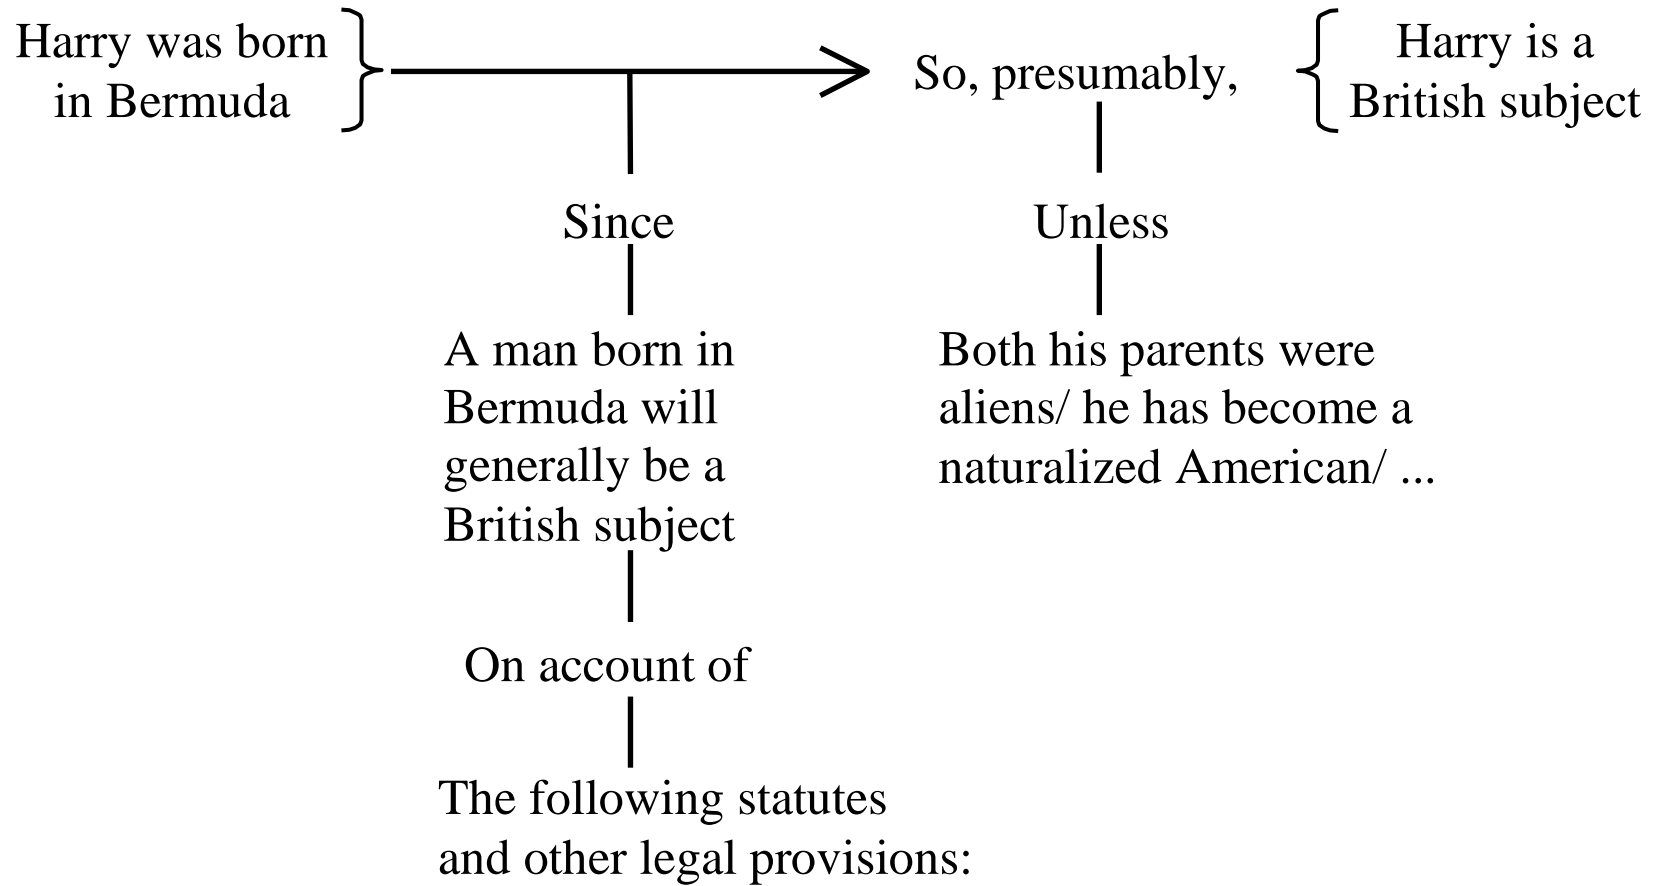 Harry was born
in Bermuda
So, presumably,
Harry is a
British subject
Since
Unless
A man born in
Bermuda will
generally be a
British subject
Both his parents were
aliens/ he has become a
naturalized American/ ...
On account of
The following statutes
and other legal provisions: